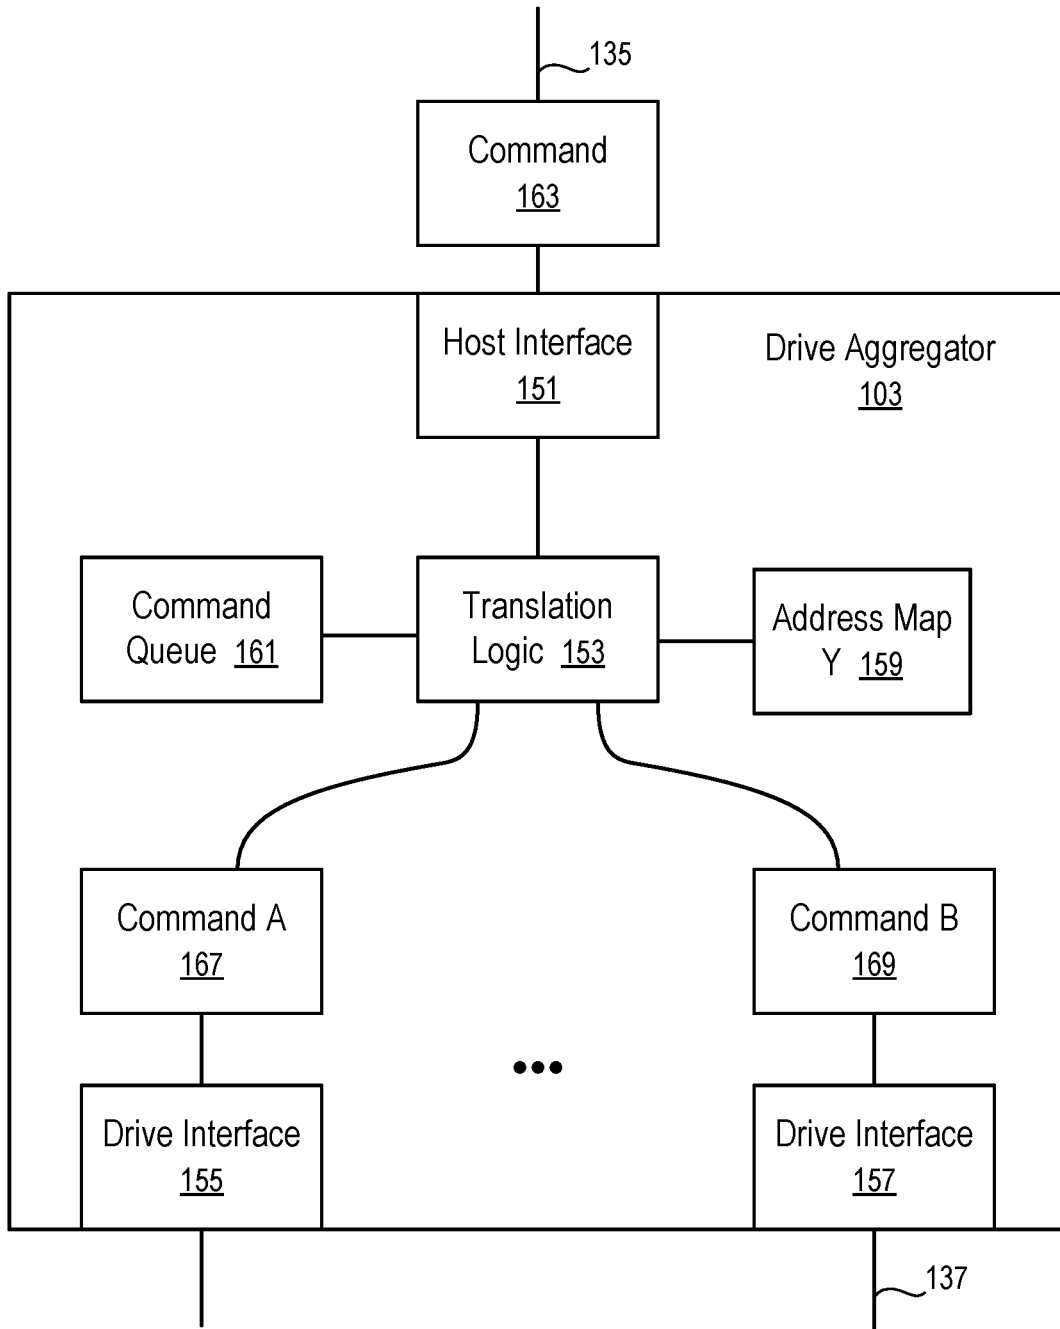 135
Command
163
Host Interface
151
Drive Aggregator
103
Command
Queue 161
Translation
Logic 153
Address Map
Y 159
Command A
167
Command B
169
Drive Interface
155
Drive Interface
157
137